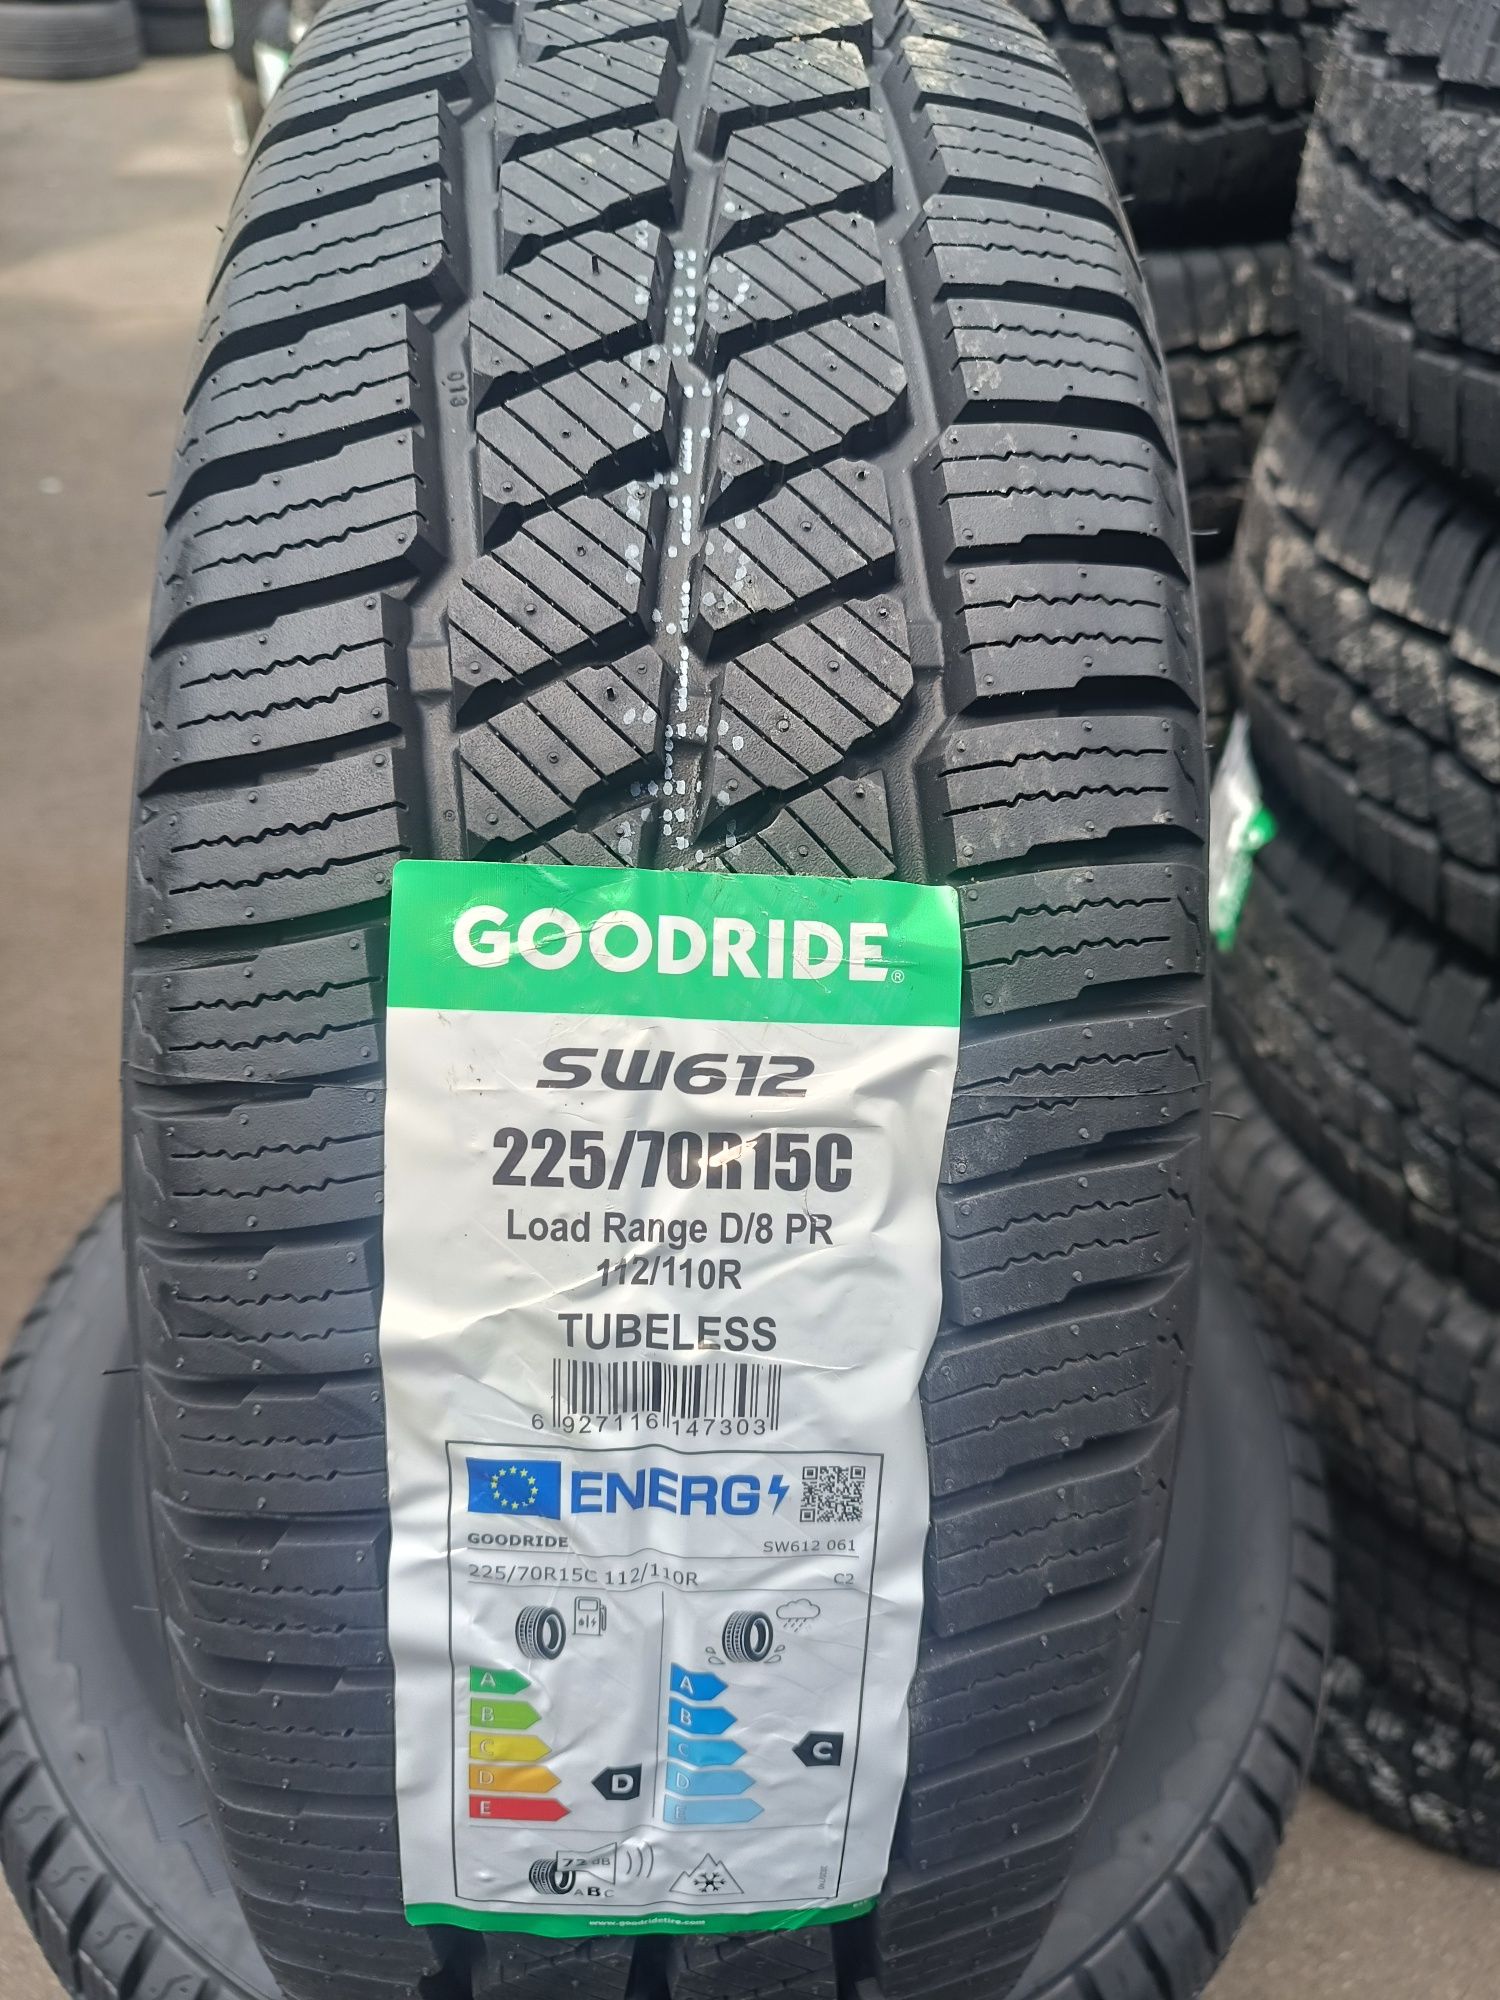 013
GOODRIDE®
SW612
225/70R15C
Load Range D/8 PR
112/110R
TUBELESS
6 927116 147303
ENERG
GOODRIDE SW612 061
225/70R15C 112/110R C2
A A
B B
C C C
D D D
E E
72 dB
ABC
www.goodridetire.com